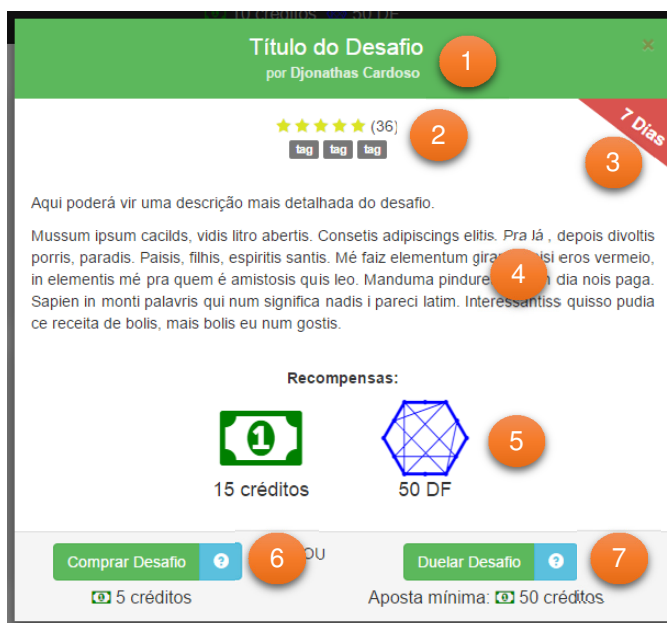 10 créditos 50 DF
Título do Desafio
por Djonathas Cardoso
1
×
(36)
2
tag tag tag
7 Dias
3
Aqui poderá vir uma descrição mais detalhada do desafio.
Mussum ipsum cacilds, vidis litro abertis. Consetis adipiscings elitis. Pra lá , depois divoltis
porris, paradis. Paisis, filhis, espiritis santis. Mé faiz elementum eros vermeio,
in elementis mé pra quem é amistosis quis leo. Manduma dia nois paga.
4
Sapien in monti palavris qui num significa nadis i pareci latim. Interessantiss quisso pudia
ce receita de bolis, mais bolis eu num gostis.
Recompensas:
1
5
15 créditos 50 DF
Comprar Desafio ? 6 OU Duelar Desafio ? 7
5 créditos Aposta mínima: 50 créditos